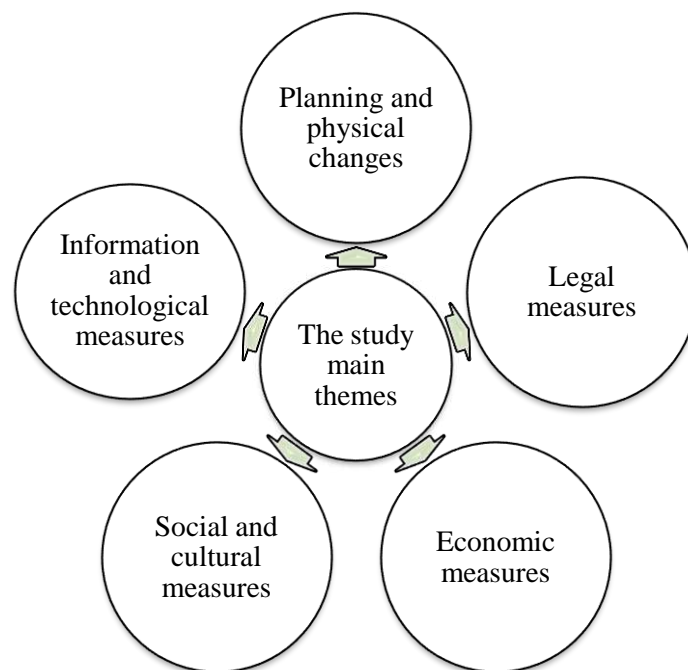 Planning and
physical
changes
Information
and
technological
measures
Legal
measures
The study
main
themes
Social and
cultural
measures
Economic
measures